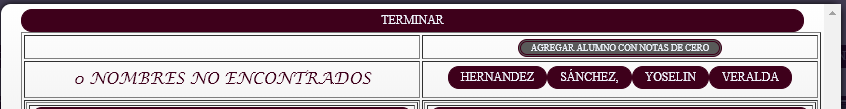 TERMINAR
AGREGAR ALUMNO CON NOTAS DE CERO
0 NOMBRES NO ENCONTRADOS
HERNANDEZ SÁNCHEZ, YOSELIN VERALDA